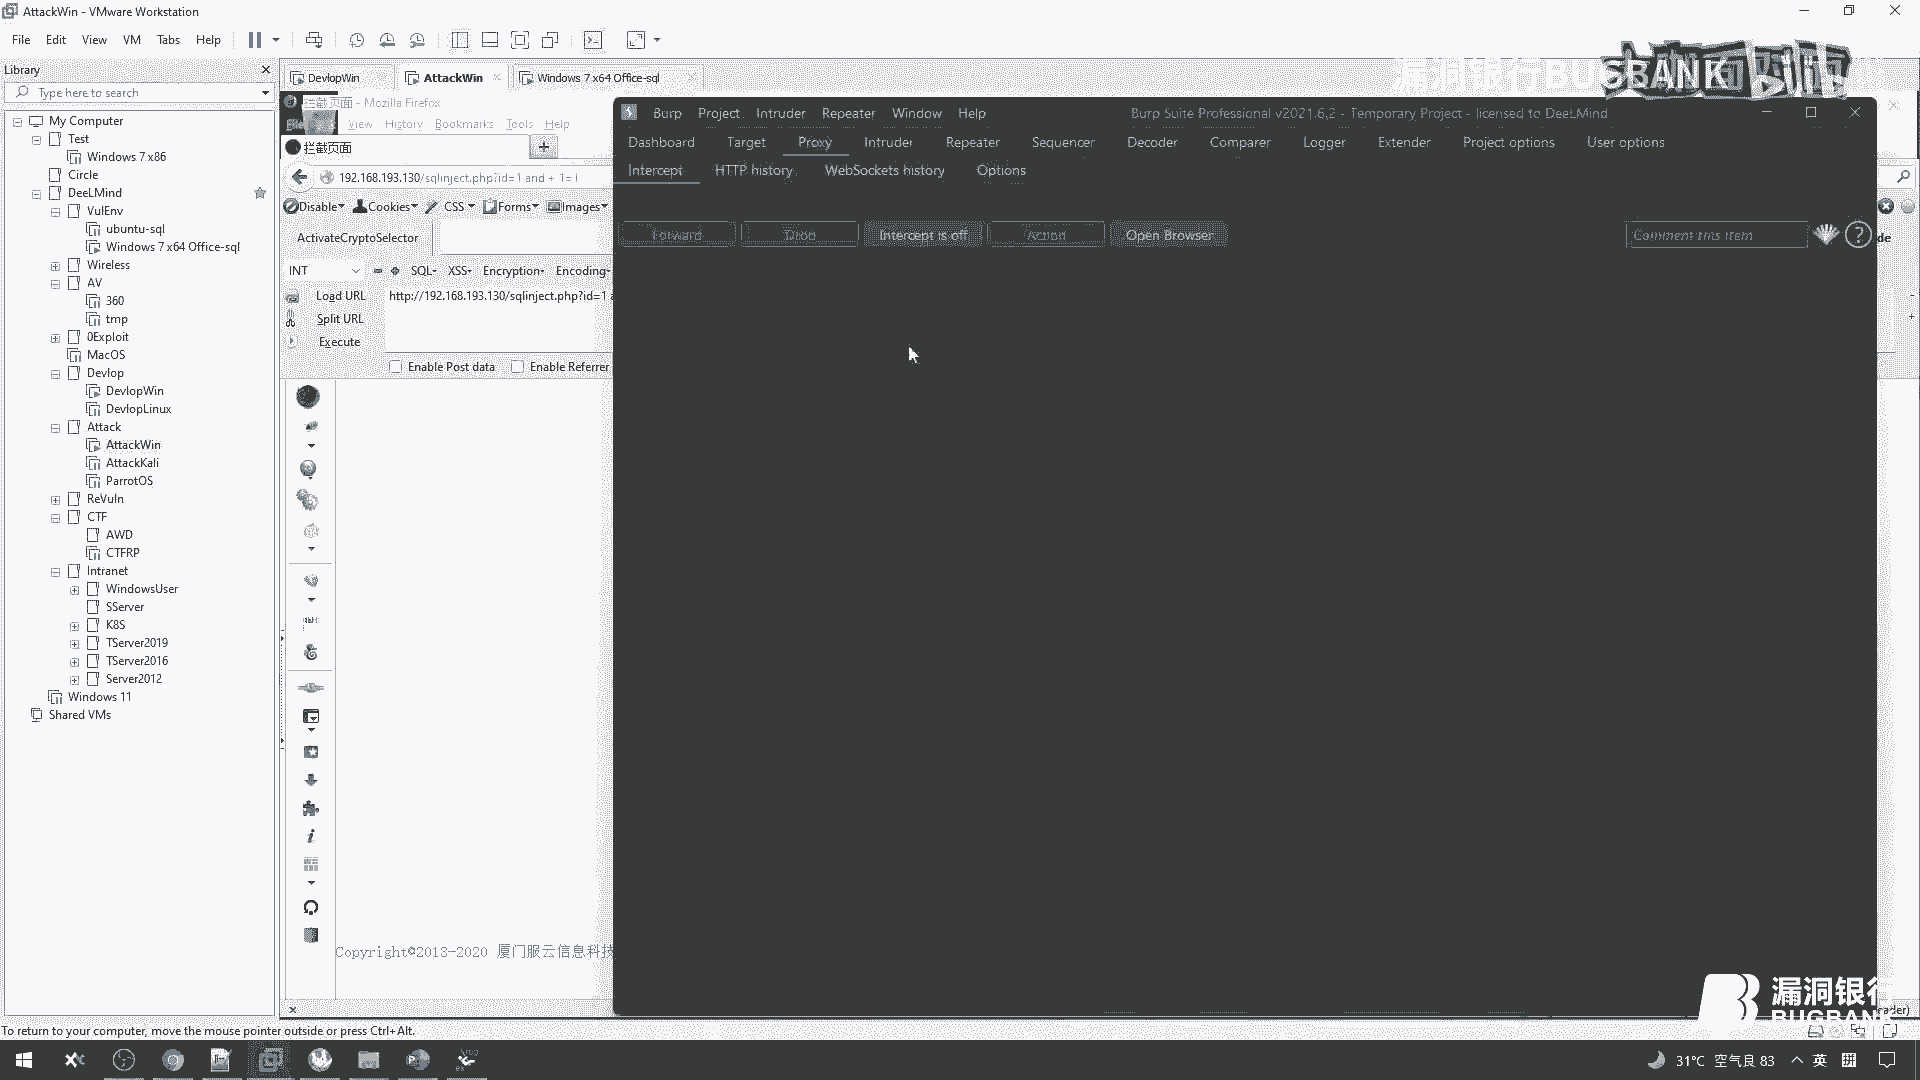 AttackWin - VMware Workstation
File Edit View VM Tabs Help
Library
Type here to search
DevlopWin AttackWin Windows 7 x64 Office-sql
漏洞银行BUGBANK
My Computer
Test
Windows 7 x86
Circle
DeeLMind
VulEnv
ubuntu-sql
Windows 7 x64 Office-sql
Wireless
AV
360
tmp
0Exploit
MacOS
Devlop
DevlopWin
DevlopLinux
Attack
AttackWin
AttackKali
ParrotOS
ReVuln
CTF
AWD
CTFRP
Intranet
WindowsUser
SServer
K8S
TServer2019
TServer2016
Server2012
Windows 11
Shared VMs
拦截页面 - Mozilla Firefox
View History Bookmarks Tools Help
拦截页面
192.168.193.130/sqlinject.php?id=1 and + 1=1
Disable Cookies CSS Forms Images
ActivateCryptoSelector
INT SQL XSS Encryption Encoding
Load URL http://192.168.193.130/sqlinject.php?id=1 a
Split URL
Execute
Enable Post data Enable Referrer
Copyright©2013-2020 厦门服云信息科技
Burp Project Intruder Repeater Window Help Burp Suite Professional v2021.6.2 - Temporary Project - licensed to DeeLMind
Dashboard Target Proxy Intruder Repeater Sequencer Decoder Comparer Logger Extender Project options User options
Intercept HTTP history WebSockets history Options
Forward Drop Intercept is off Action Open Browser Comment this item
漏洞银行
BUGBANK
To return to your computer, move the mouse pointer outside or press Ctrl+Alt.
31°C 空气良 83 英